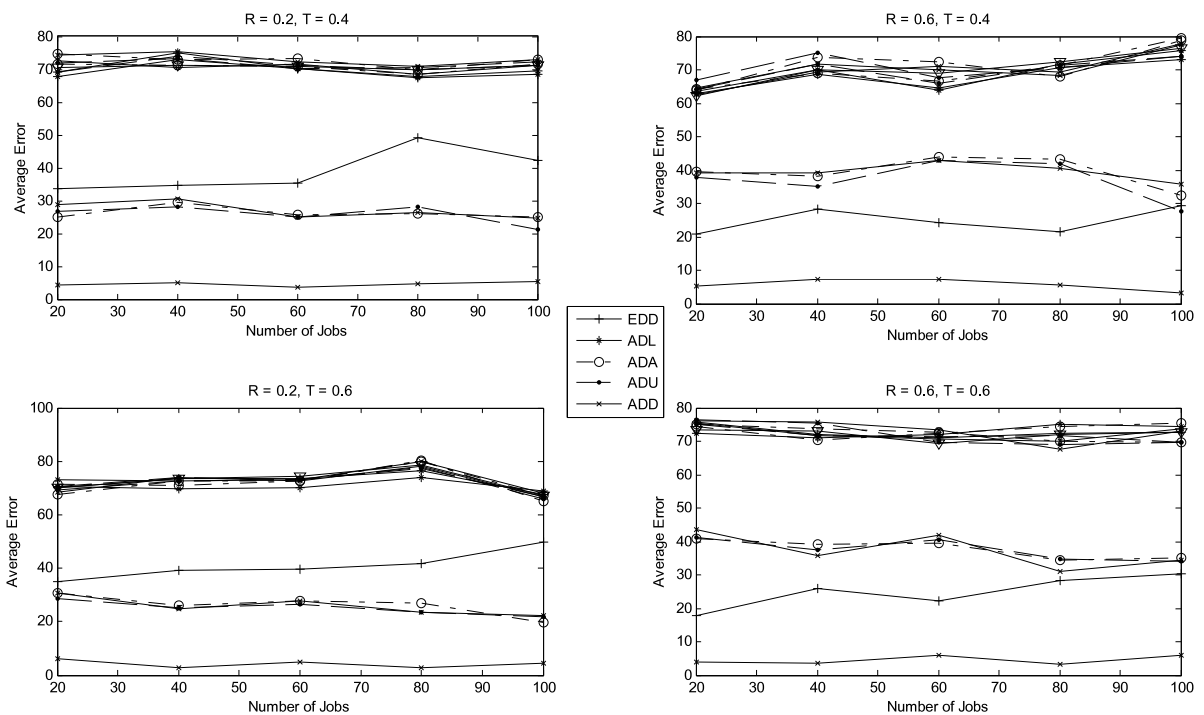 R = 0.2, T = 0.4
80
70
60
50
40
30
20
10
0
Average Error
20 30 40 50 60 70 80 90 100
Number of Jobs
R = 0.6, T = 0.4
80
70
60
50
40
30
20
10
0
Average Error
20 30 40 50 60 70 80 90 100
Number of Jobs
EDD
ADL
ADA
ADU
ADD
R = 0.2, T = 0.6
100
80
60
40
20
0
Average Error
20 30 40 50 60 70 80 90 100
Number of Jobs
R = 0.6, T = 0.6
80
70
60
50
40
30
20
10
0
Average Error
20 30 40 50 60 70 80 90 100
Number of Jobs